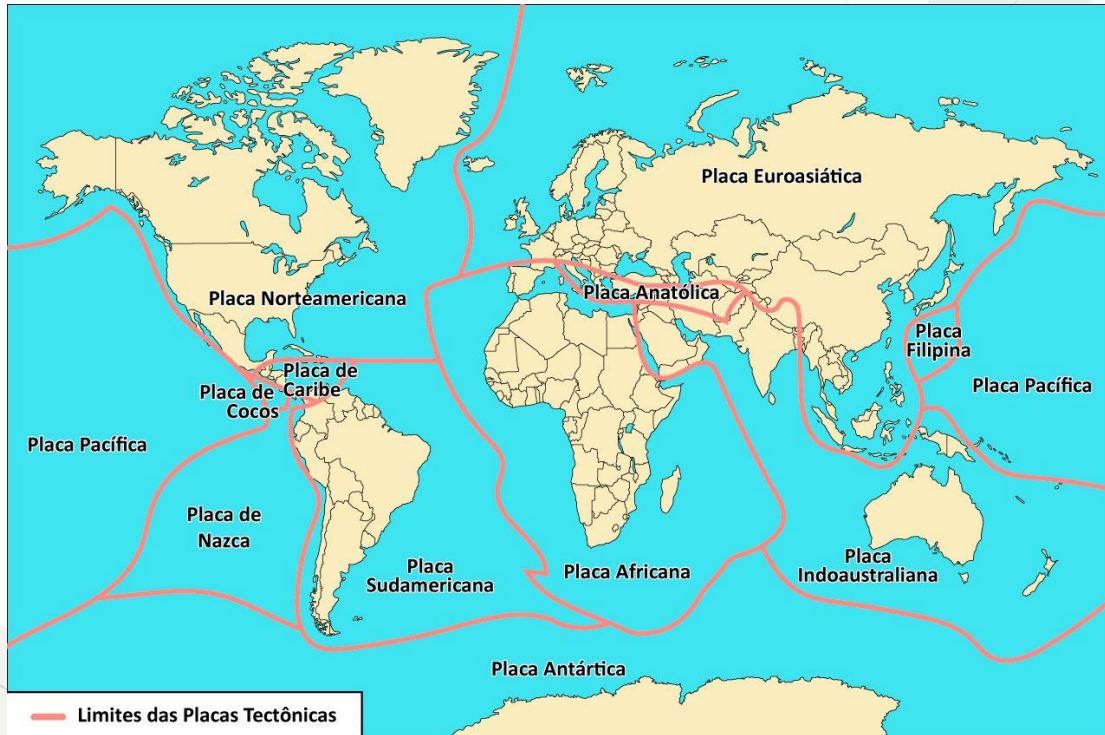 Placa Euroasiática
Placa Norteamericana
Placa Anatólica
Placa
Filipina
Placa de
Caribe
Placa de
Cocos
Placa Pacífica
Placa Pacífica
Placa de
Nazca
Placa
Sudamericana
Placa Africana
Placa
Indoaustraliana
Placa Antártica
Limites das Placas Tectônicas